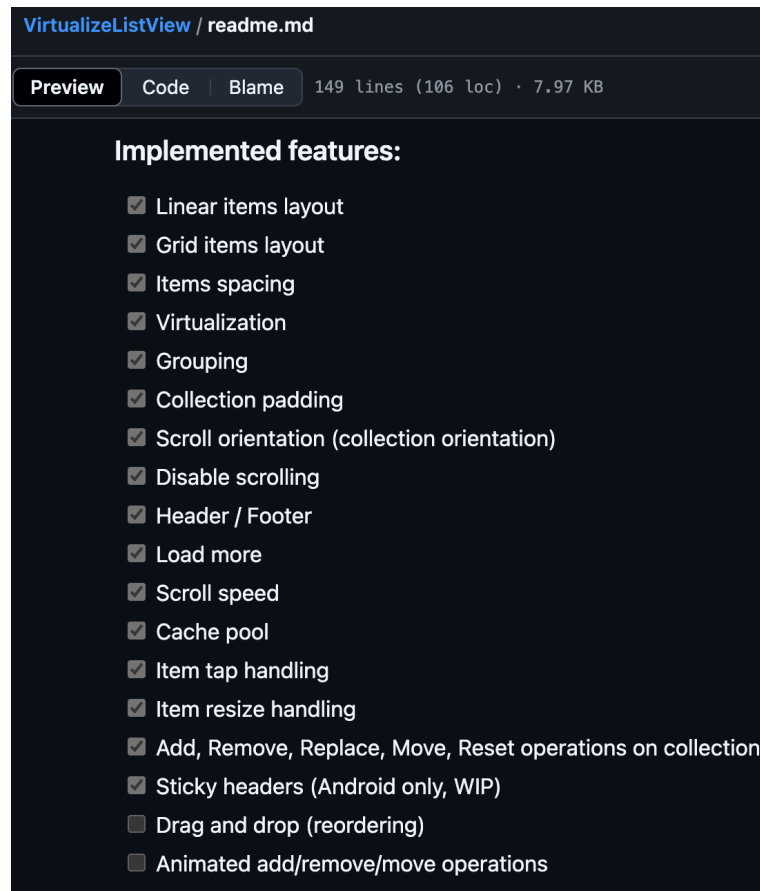 VirtualizeListView / readme.md
Preview Code Blame 149 lines (106 loc) · 7.97 KB
Implemented features:
Linear items layout
Grid items layout
Items spacing
Virtualization
Grouping
Collection padding
Scroll orientation (collection orientation)
Disable scrolling
Header / Footer
Load more
Scroll speed
Cache pool
Item tap handling
Item resize handling
Add, Remove, Replace, Move, Reset operations on collection
Sticky headers (Android only, WIP)
Drag and drop (reordering)
Animated add/remove/move operations